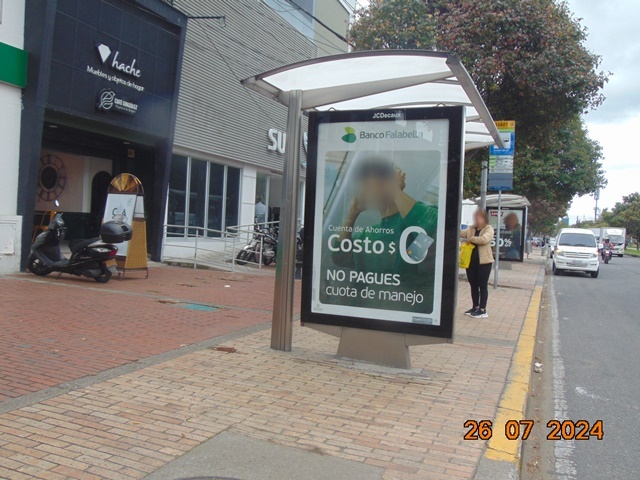 hache
Muebles y objetos de hogar
JCDecaux
Banco Falabella
Cuenta de Ahorros
Costo $0
NO PAGUES
cuota de manejo
26 07 2024